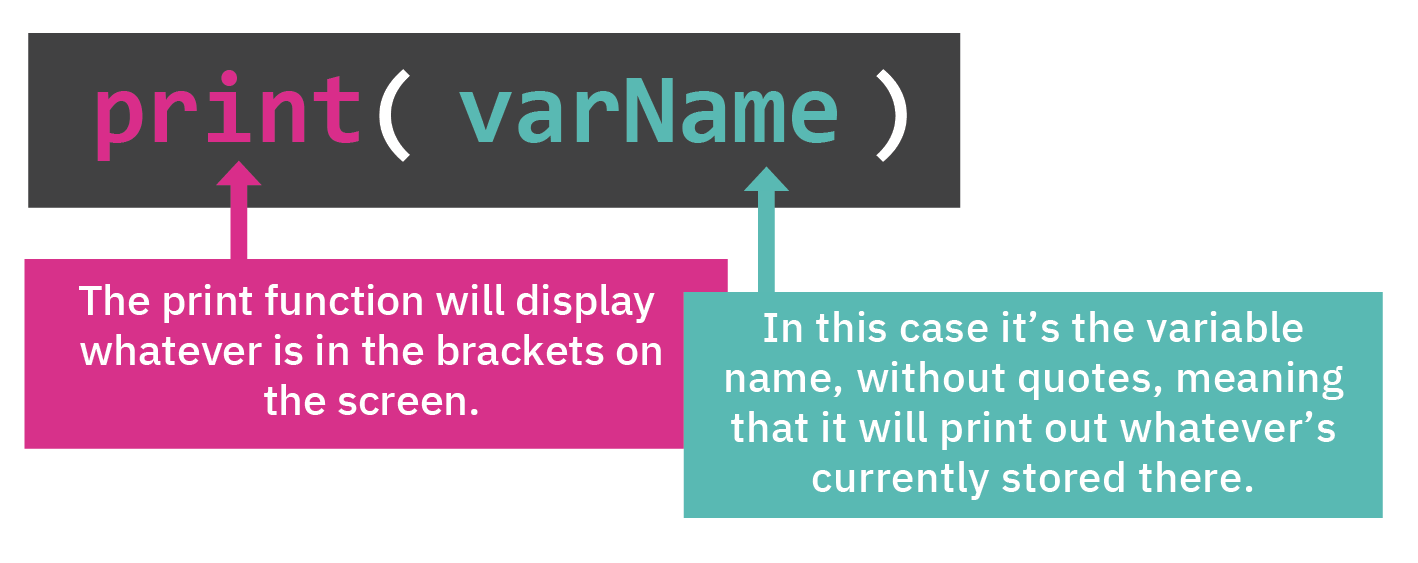 print( varName )
The print function will display
whatever is in the brackets on
the screen.
In this case it’s the variable
name, without quotes, meaning
that it will print out whatever’s
currently stored there.